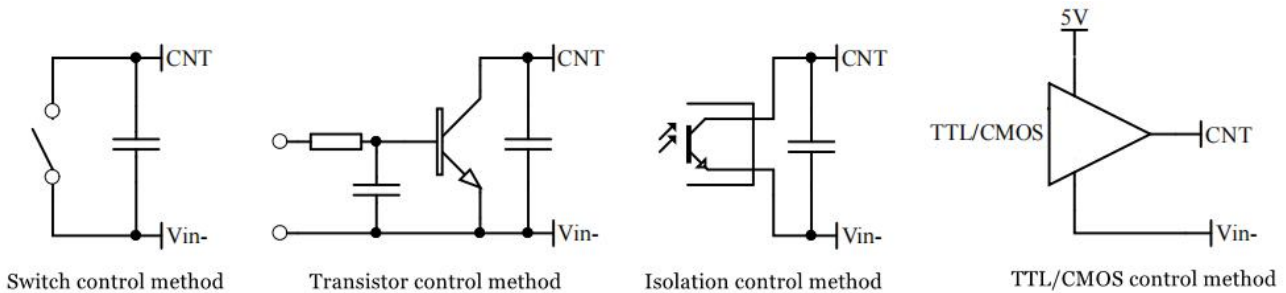 5V
CNT
CNT
CNT
TTL/CMOS
CNT
Vin-
Vin-
Vin-
Vin-
Switch control method
Transistor control method
Isolation control method
TTL/CMOS control method